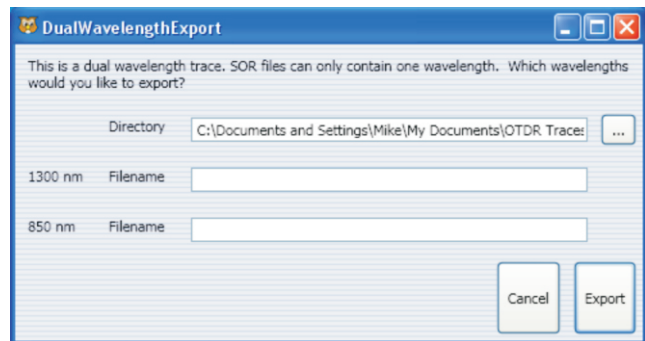 DualWavelengthExport
This is a dual wavelength trace. SOR files can only contain one wavelength. Which wavelengths
would you like to export?
Directory C:\Documents and Settings\Mike\My Documents\OTDR Traces ...
1300 nm Filename
850 nm Filename
Cancel Export